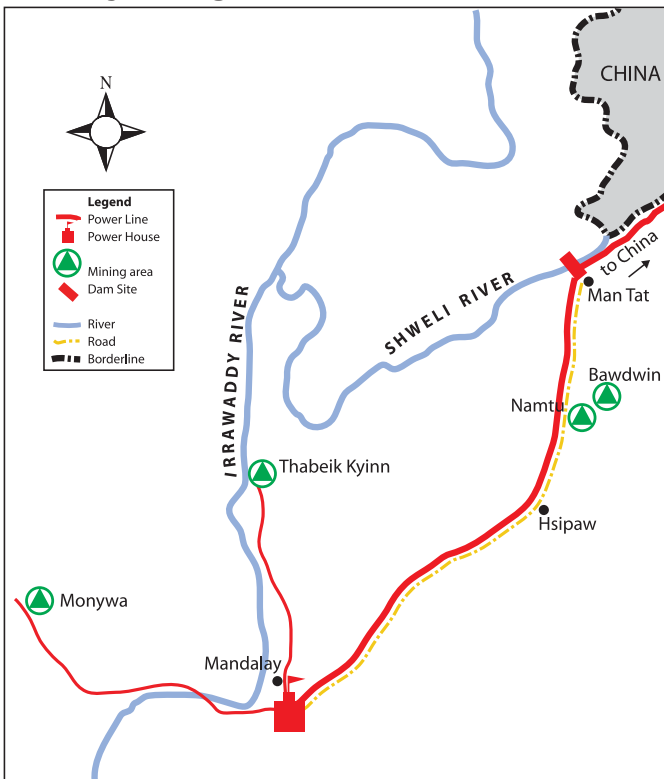 CHINA
N
Legend
Power Line
Power House
Mining area
Dam Site
River
Road
Borderline
to China
Man Tat
SHWELI RIVER
IRRAWADDY RIVER
Bawdwin
Namtu
Thabeik Kyinn
Hsipaw
Monywa
Mandalay